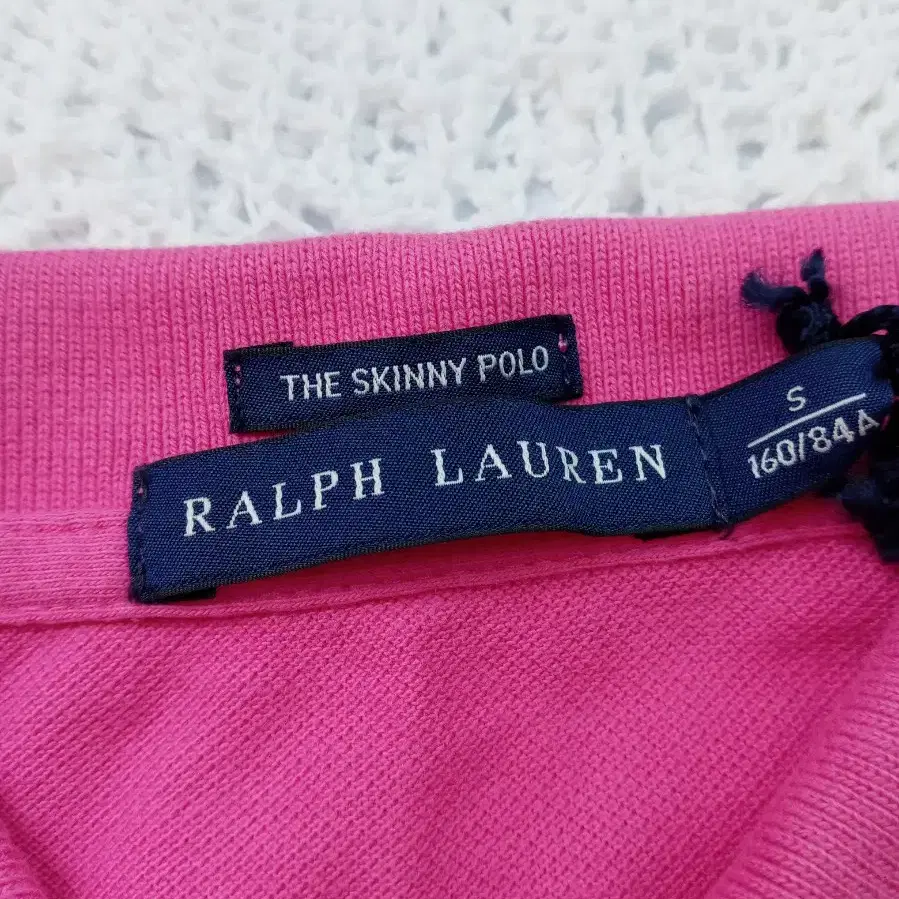 THE SKINNY POLO
RALPH LAUREN
S
160/84A